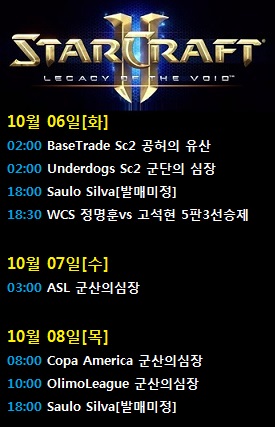 STARCRAFT
II
LEGACY OF THE VOID™
10월 06일[화]
02:00 BaseTrade Sc2 공허의 유산
02:00 Underdogs Sc2 군단의 심장
18:00 Saulo Silva[발매미정]
18:30 WCS 정명훈vs 고석현 5판3선승제
10월 07일[수]
03:00 ASL 군산의심장
10월 08일[목]
08:00 Copa America 군산의심장
10:00 OlimoLeague 군산의심장
18:00 Saulo Silva[발매미정]